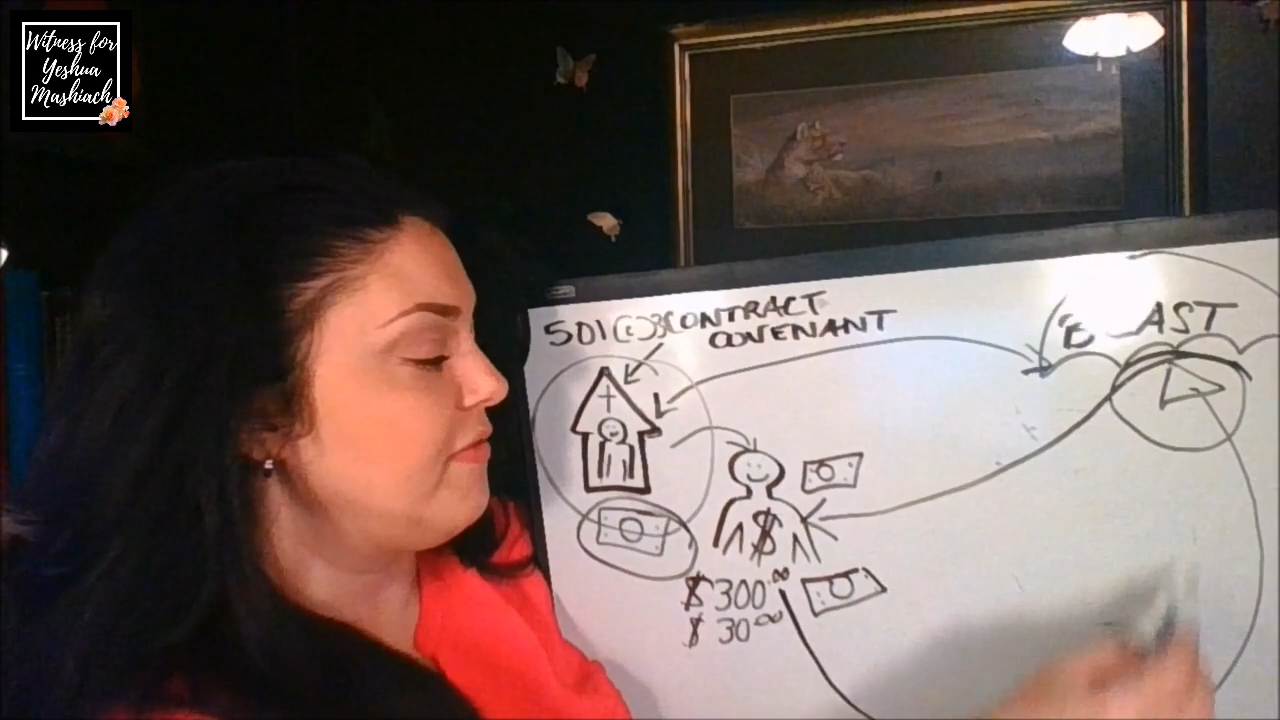 Witness for
Yeshua
Mashiach
501(c)3 CONTRACT
COVENANT
$
$300.00
$30.00